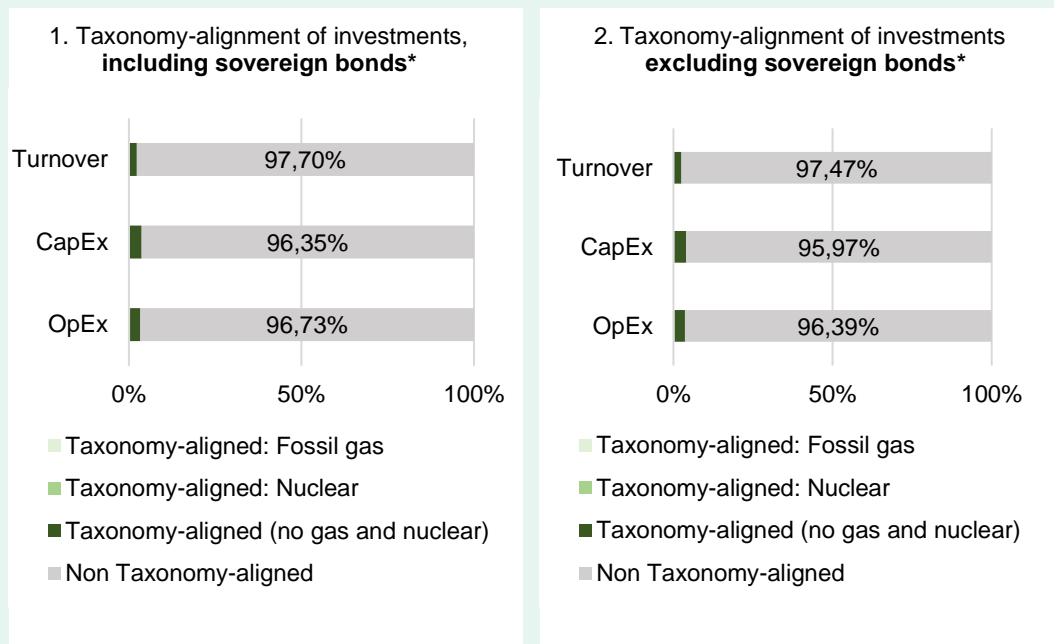 1. Taxonomy-alignment of investments,
including sovereign bonds*
Turnover
97,70%
CapEx
96,35%
OpEx
96,73%
0% 50% 100%
Taxonomy-aligned: Fossil gas
Taxonomy-aligned: Nuclear
Taxonomy-aligned (no gas and nuclear)
Non Taxonomy-aligned
2. Taxonomy-alignment of investments
excluding sovereign bonds*
Turnover
97,47%
CapEx
95,97%
OpEx
96,39%
0% 50% 100%
Taxonomy-aligned: Fossil gas
Taxonomy-aligned: Nuclear
Taxonomy-aligned (no gas and nuclear)
Non Taxonomy-aligned